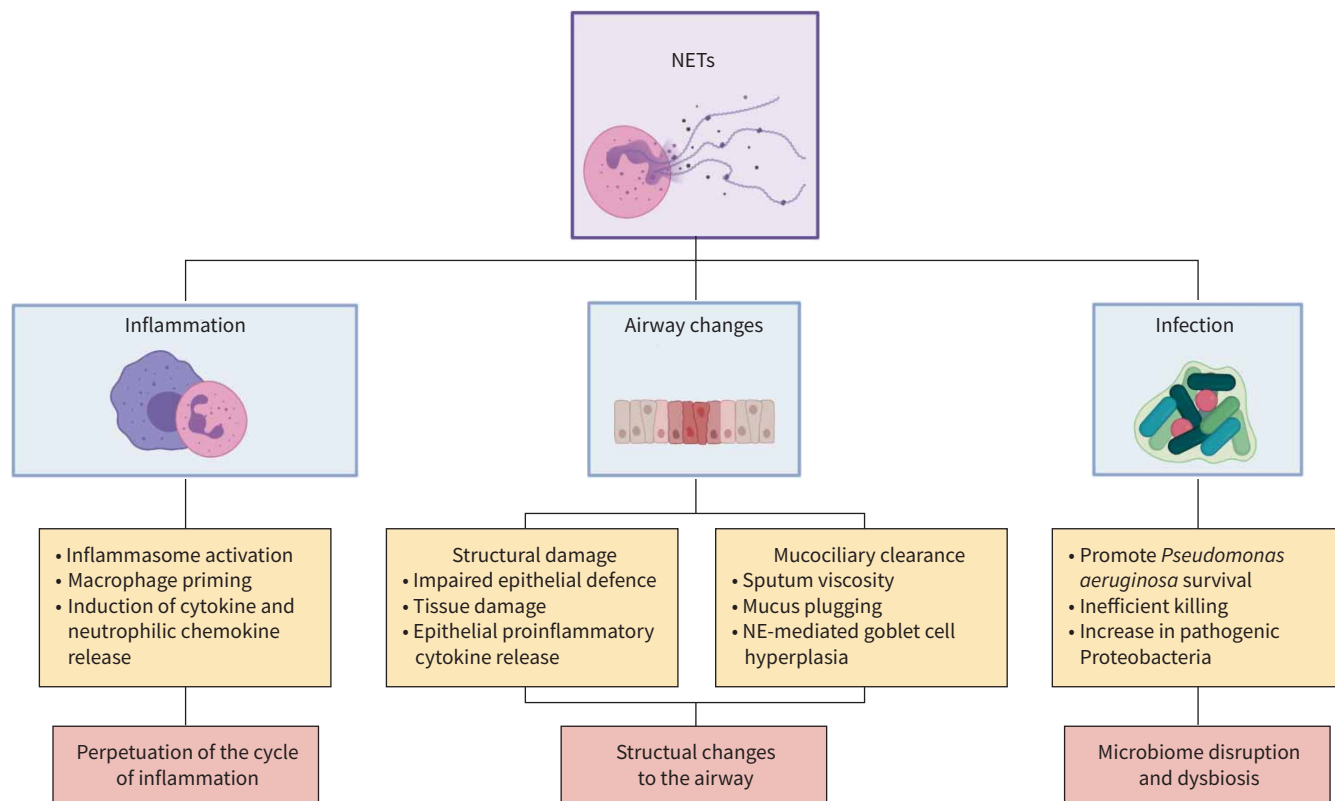 NETs
Inflammation
Airway changes
Infection
• Inflammasome activation
• Macrophage priming
• Induction of cytokine and
neutrophilic chemokine
release
Structural damage
• Impaired epithelial defence
• Tissue damage
• Epithelial proinflammatory
cytokine release
Mucociliary clearance
• Sputum viscosity
• Mucus plugging
• NE-mediated goblet cell
hyperplasia
• Promote Pseudomonas
aeruginosa survival
• Inefficient killing
• Increase in pathogenic
Proteobacteria
Perpetuation of the cycle
of inflammation
Structual changes
to the airway
Microbiome disruption
and dysbiosis